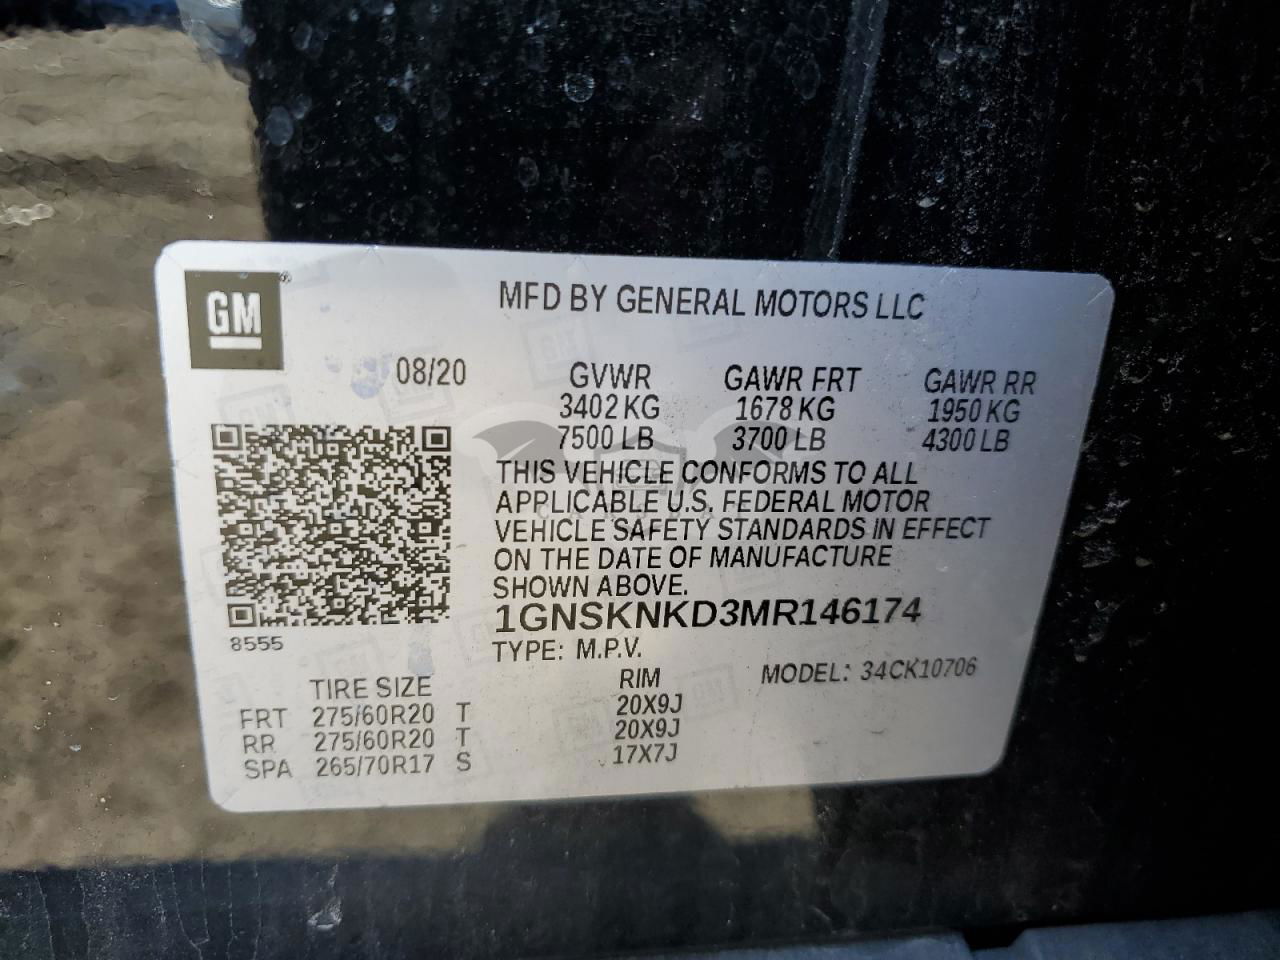 GM®
MFD BY GENERAL MOTORS LLC
08/20
GVWR GAWR FRT GAWR RR
3402 KG 1678 KG 1950 KG
7500 LB 3700 LB 4300 LB
THIS VEHICLE CONFORMS TO ALL
APPLICABLE U.S. FEDERAL MOTOR
VEHICLE SAFETY STANDARDS IN EFFECT
ON THE DATE OF MANUFACTURE
SHOWN ABOVE.
1GNSKNKD3MR146174
8555
TYPE: M.P.V.
MODEL: 34CK10706
TIRE SIZE RIM
FRT 275/60R20 T 20X9J
RR 275/60R20 T 20X9J
SPA 265/70R17 S 17X7J